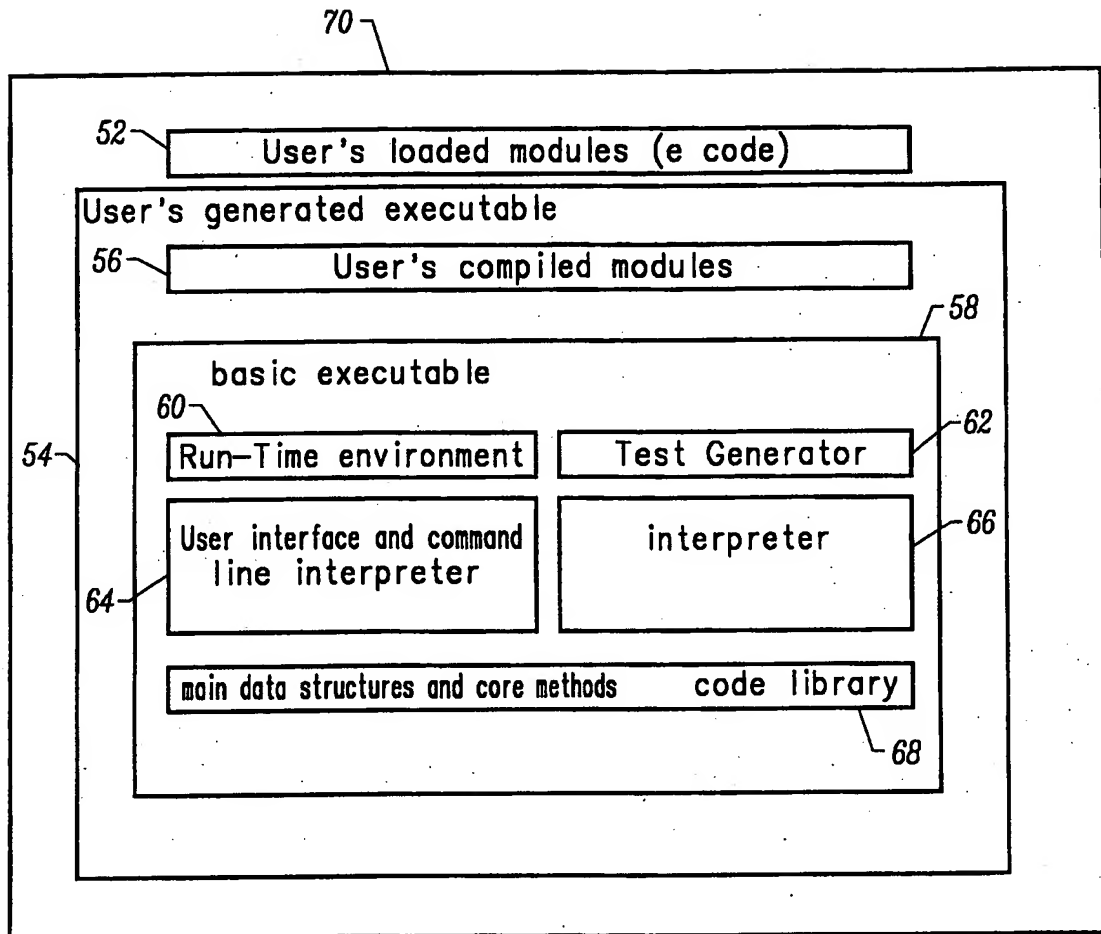 70
52
User's loaded modules (e code)
User's generated executable
56
User's compiled modules
58
basic executable
60
62
54
Run-Time environment
Test Generator
User interface and command
line interpreter
interpreter
66
64
main data structures and core methods code library
68